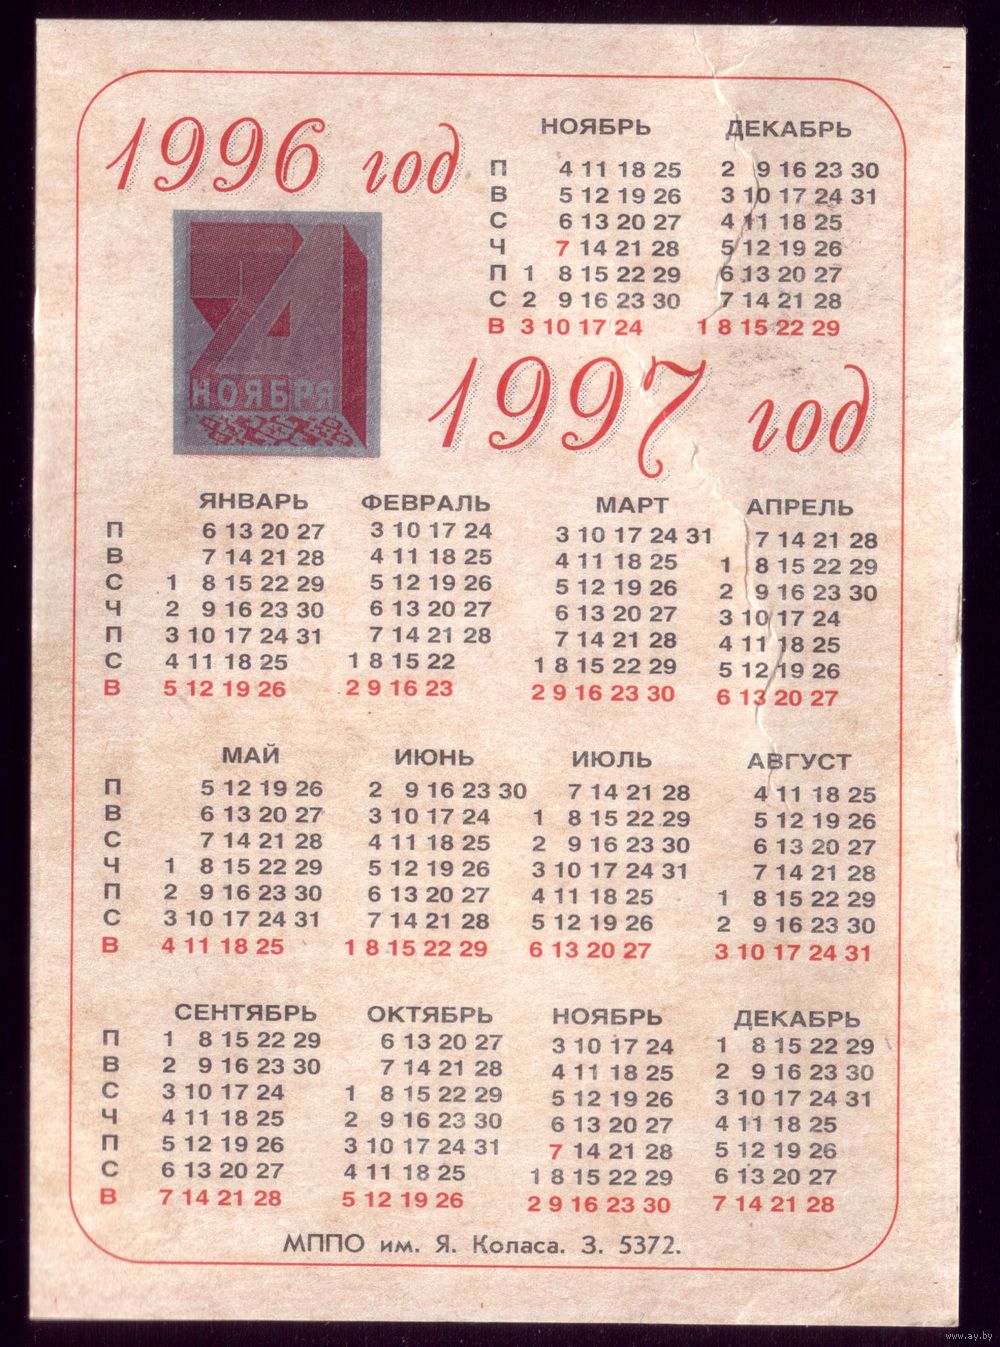 1996 год
НОЯБРЬ ДЕКАБРЬ
П 4 11 18 25 2 9 16 23 30
В 5 12 19 26 3 10 17 24 31
С 6 13 20 27 4 11 18 25
Ч 7 14 21 28 5 12 19 26
П 1 8 15 22 29 6 13 20 27
С 2 9 16 23 30 7 14 21 28
В 3 10 17 24 1 8 15 22 29
НОЯБРЯ
1997 год
ЯНВАРЬ ФЕВРАЛЬ МАРТ АПРЕЛЬ
П 6 13 20 27 3 10 17 24 3 10 17 24 31 7 14 21 28
В 7 14 21 28 4 11 18 25 4 11 18 25 1 8 15 22 29
С 1 8 15 22 29 5 12 19 26 5 12 19 26 2 9 16 23 30
Ч 2 9 16 23 30 6 13 20 27 6 13 20 27 3 10 17 24
П 3 10 17 24 31 7 14 21 28 7 14 21 28 4 11 18 25
С 4 11 18 25 1 8 15 22 1 8 15 22 29 5 12 19 26
В 5 12 19 26 2 9 16 23 2 9 16 23 30 6 13 20 27
МАЙ ИЮНЬ ИЮЛЬ АВГУСТ
П 5 12 19 26 2 9 16 23 30 7 14 21 28 4 11 18 25
В 6 13 20 27 3 10 17 24 1 8 15 22 29 5 12 19 26
С 7 14 21 28 4 11 18 25 2 9 16 23 30 6 13 20 27
Ч 1 8 15 22 29 5 12 19 26 3 10 17 24 31 7 14 21 28
П 2 9 16 23 30 6 13 20 27 4 11 18 25 1 8 15 22 29
С 3 10 17 24 31 7 14 21 28 5 12 19 26 2 9 16 23 30
В 4 11 18 25 1 8 15 22 29 6 13 20 27 3 10 17 24 31
СЕНТЯБРЬ ОКТЯБРЬ НОЯБРЬ ДЕКАБРЬ
П 1 8 15 22 29 6 13 20 27 3 10 17 24 1 8 15 22 29
В 2 9 16 23 30 7 14 21 28 4 11 18 25 2 9 16 23 30
С 3 10 17 24 1 8 15 22 29 5 12 19 26 3 10 17 24 31
Ч 4 11 18 25 2 9 16 23 30 6 13 20 27 4 11 18 25
П 5 12 19 26 3 10 17 24 31 7 14 21 28 5 12 19 26
С 6 13 20 27 4 11 18 25 1 8 15 22 29 6 13 20 27
В 7 14 21 28 5 12 19 26 2 9 16 23 30 7 14 21 28
МППО им. Я. Коласа. З. 5372.
www.ay.by